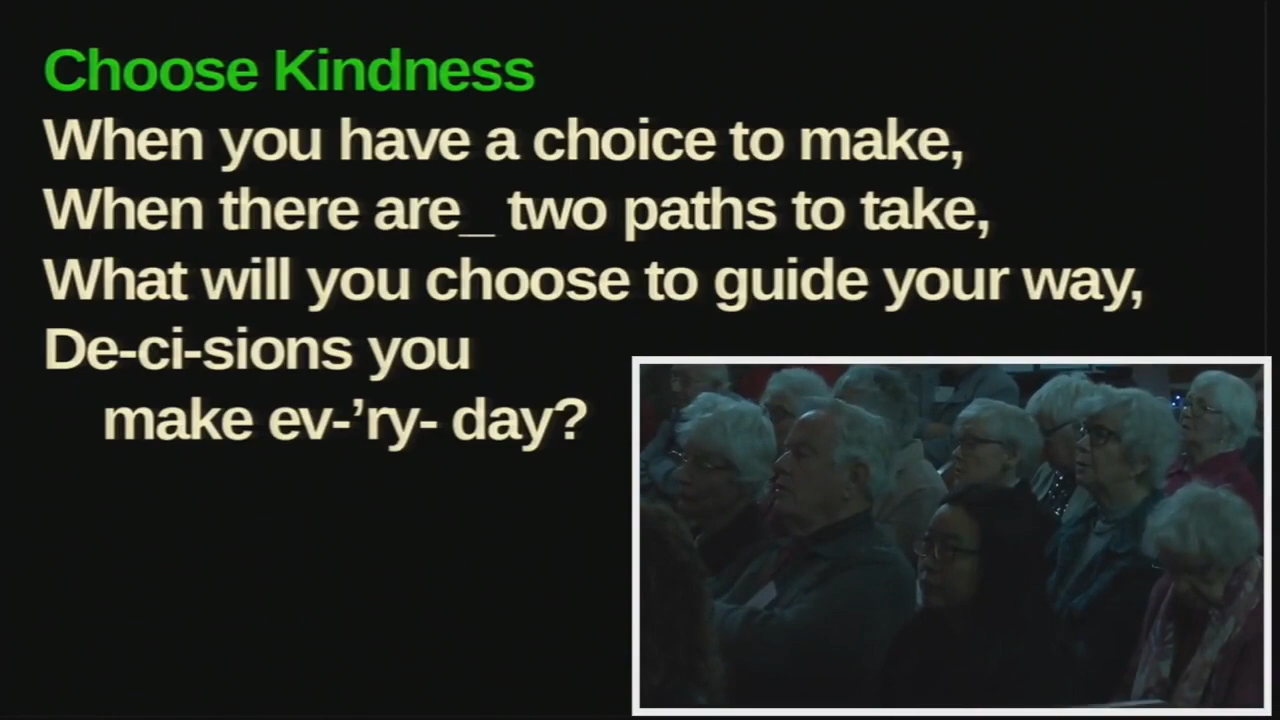 Choose Kindness
When you have a choice to make,
When there are_ two paths to take,
What will you choose to guide your way,
De-ci-sions you
make ev-’ry- day?